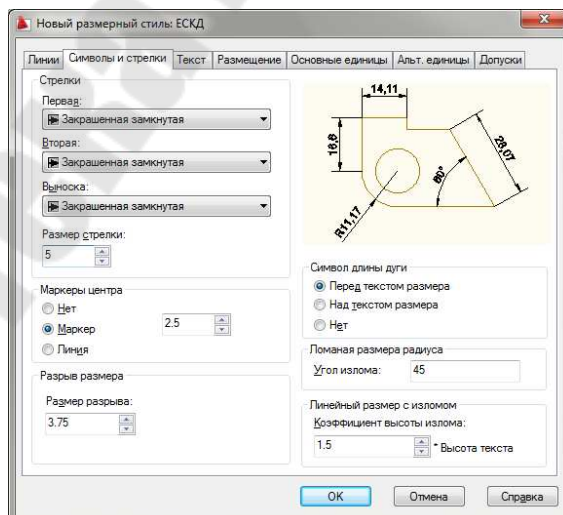 Новый размерный стиль: ЕСКД
Линии
Символы и стрелки
Текст
Размещение
Основные единицы
Альт. единицы
Допуски
Стрелки
Первая:
Закрашенная замкнутая
Вторая:
Закрашенная замкнутая
Выноска:
Закрашенная замкнутая
Размер стрелки:
5
Маркеры центра
Нет
Маркер
2.5
Линия
Разрыв размера
Размер разрыва:
3.75
14,11
16,6
28,07
60°
R11,17
Символ длины дуги
Перед текстом размера
Над текстом размера
Нет
Ломаная размера радиуса
Угол излома:
45
Линейный размер с изломом
Коэффициент высоты излома:
1.5
* Высота текста
OK
Отмена
Справка